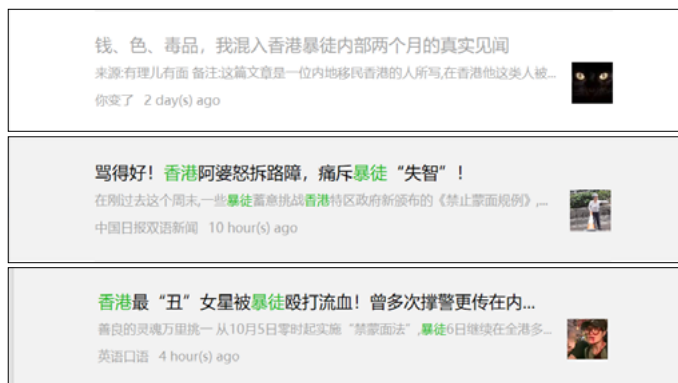 钱、色、毒品，我混入香港暴徒内部两个月的真实见闻
来源:有理儿有面 备注:这篇文章是一位内地移民香港的人所写,在香港他这类人被...
你变了 2 day(s) ago
骂得好！香港阿婆怒拆路障，痛斥暴徒“失智”！
在刚过去这个周末,一些暴徒蓄意挑战香港特区政府新颁布的《禁止蒙面规例》,...
中国日报双语新闻 10 hour(s) ago
香港最“丑”女星被暴徒殴打流血！曾多次撑警更传在内...
善良的灵魂万里挑一 从10月5日零时起实施“禁蒙面法”,暴徒6日继续在全港多...
英语口语 4 hour(s) ago